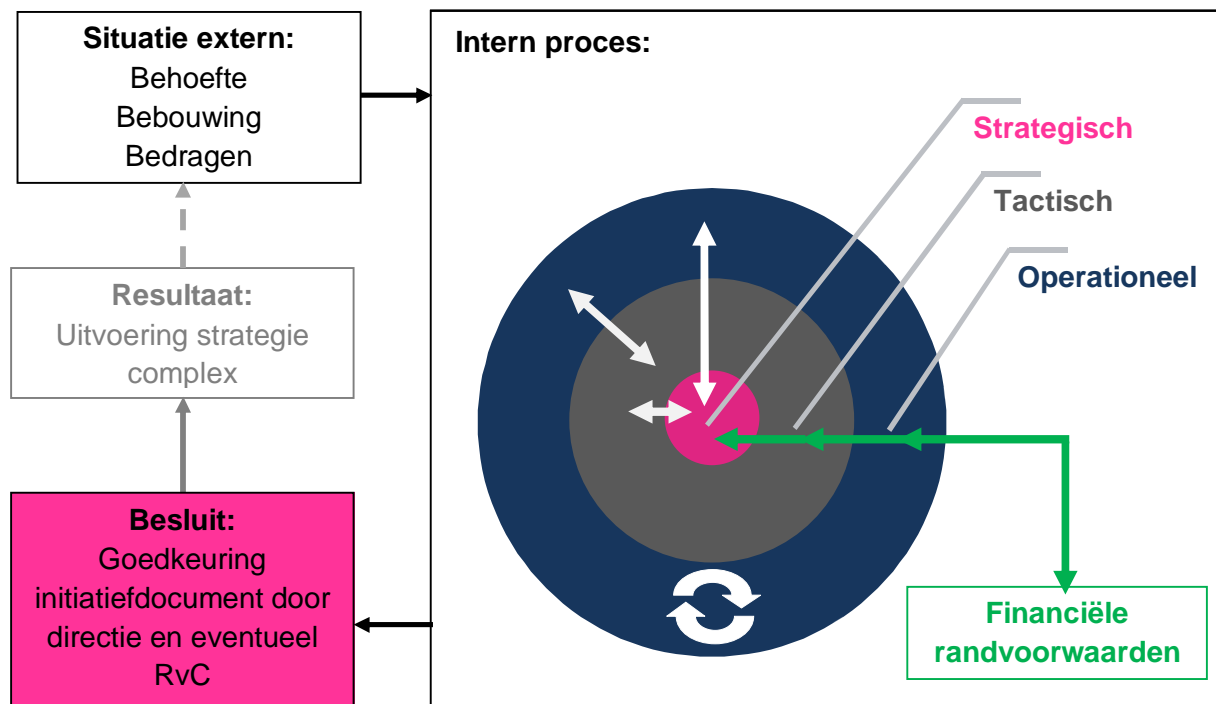 Situatie extern:
Behoefte
Bebouwing
Bedragen
Resultaat:
Uitvoering strategie
complex
Besluit:
Goedkeuring
initiatiefdocument door
directie en eventueel
RvC
Intern proces:
Strategisch
Tactisch
Operationeel
Financiële
randvoorwaarden